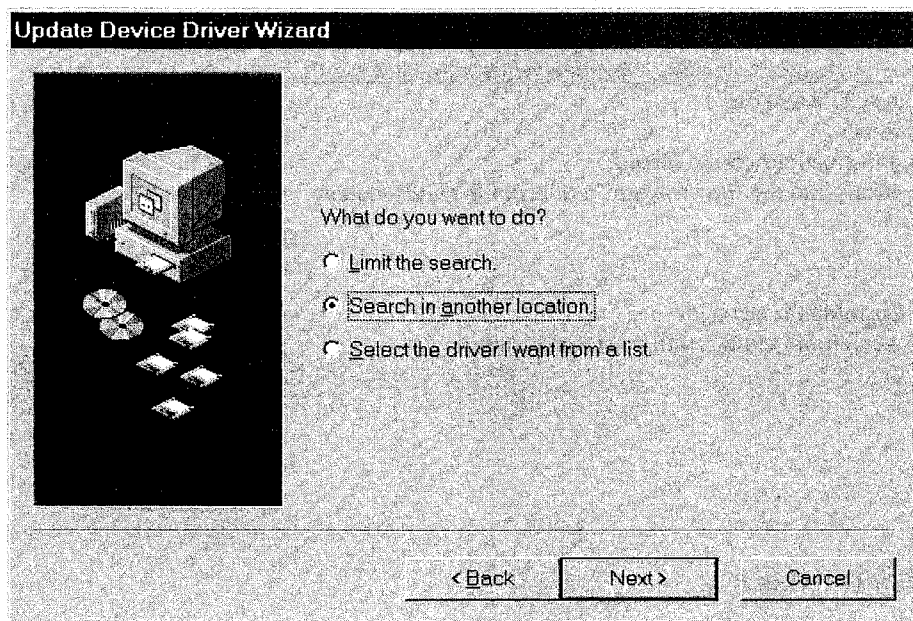 Update Device Driver Wizard
What do you want to do?
Limit the search.
Search in another location.
Select the driver I want from a list.
< Back
Next >
Cancel